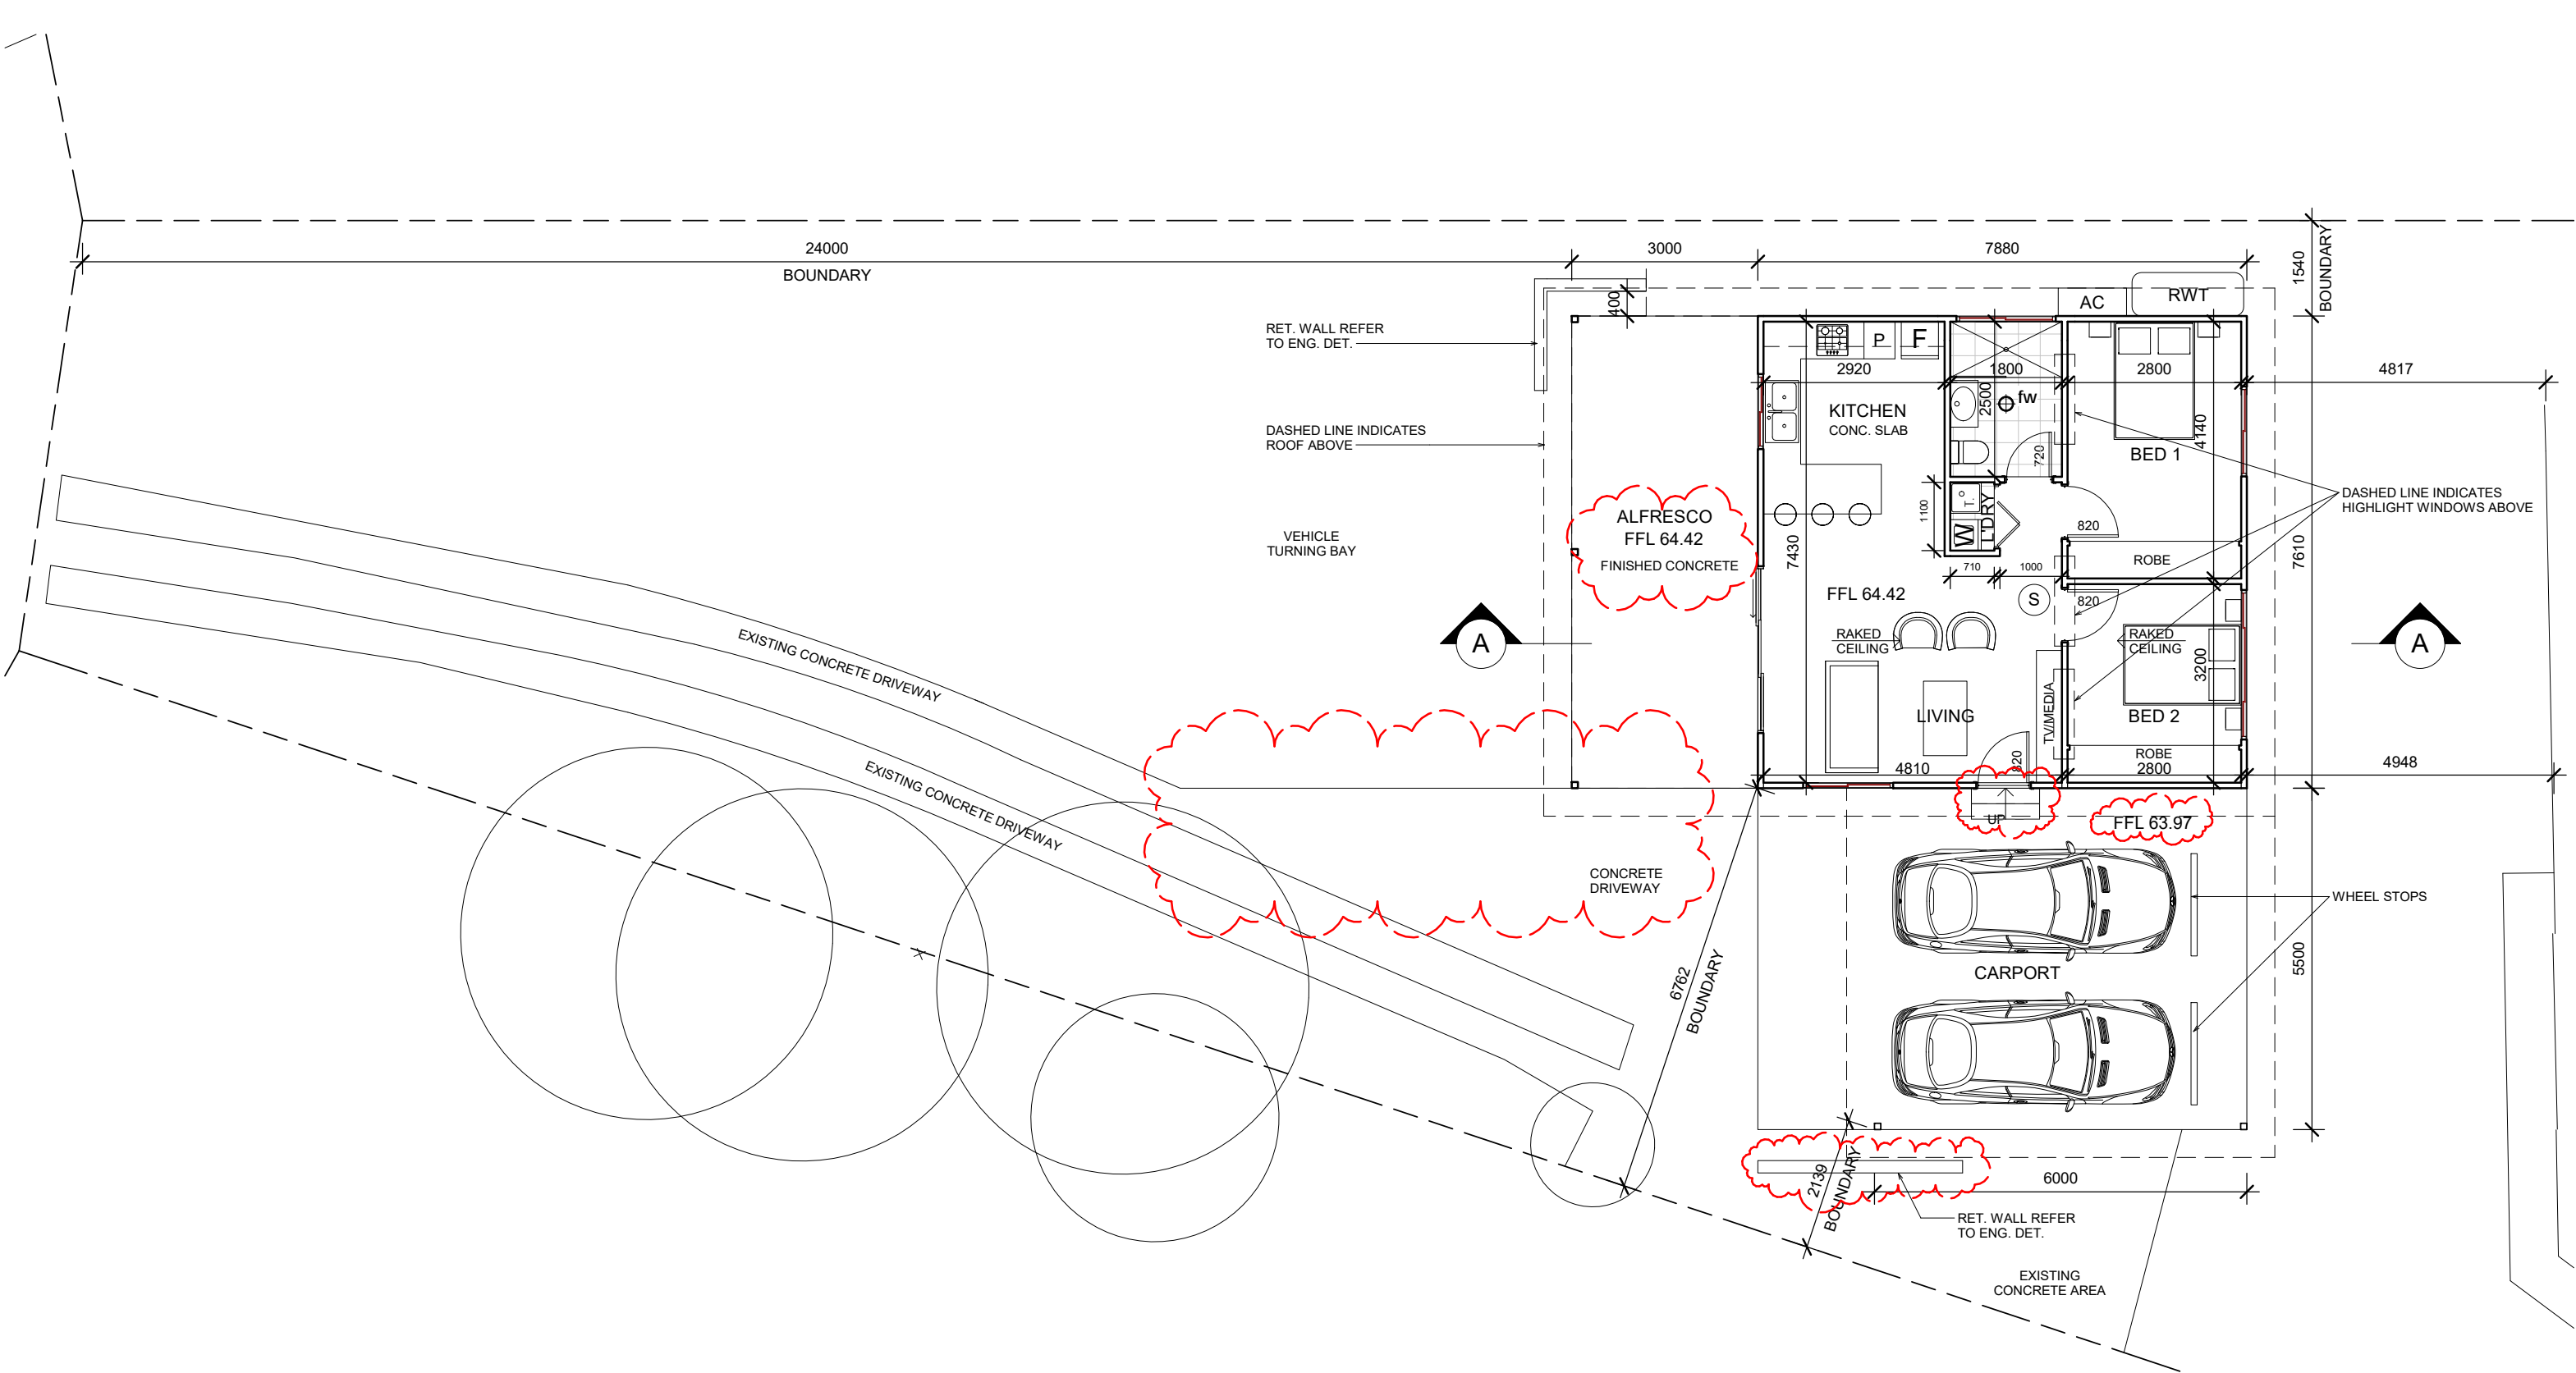 24000
BOUNDARY
3000
7880
1540
BOUNDARY
400
AC
RWT
RET. WALL REFER
TO ENG. DET.
P
F
2920
1800
2800
4817
2500
fw
KITCHEN
CONC. SLAB
4140
DASHED LINE INDICATES
ROOF ABOVE
720
BED 1
DASHED LINE INDICATES
HIGHLIGHT WINDOWS ABOVE
T.
L'DRY
W
1100
ALFRESCO
FFL 64.42
FINISHED CONCRETE
VEHICLE
TURNING BAY
820
7430
7610
ROBE
710
1000
FFL 64.42
S
820
A
RAKED
CEILING
RAKED
CEILING
A
EXISTING CONCRETE DRIVEWAY
3200
TV/MEDIA
LIVING
BED 2
ROBE
820
4810
2800
4948
EXISTING CONCRETE DRIVEWAY
UP
FFL 63.97
CONCRETE
DRIVEWAY
WHEEL STOPS
6762
BOUNDARY
CARPORT
5500
2139
BOUNDARY
6000
RET. WALL REFER
TO ENG. DET.
EXISTING
CONCRETE AREA